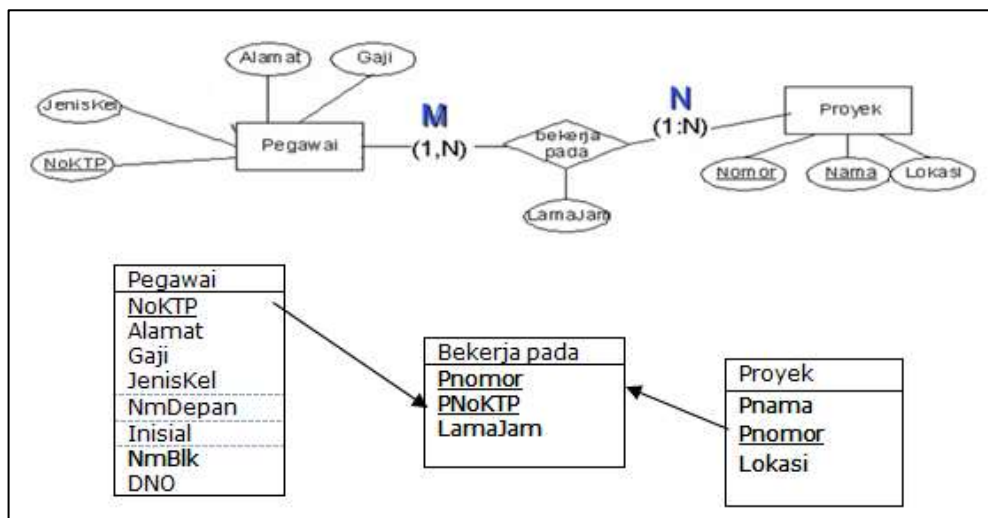 Alamat
Gaji
JenisKel
NoKTP
Pegawai
M
(1,N)
bekerja
pada
LamaJam
N
(1:N)
Proyek
Nomor
Nama
Lokasi
Pegawai
NoKTP
Alamat
Gaji
JenisKel
NmDepan
Inisial
NmBlk
DNO
Bekerja pada
Pnomor
PNoKTP
LamaJam
Proyek
Pnama
Pnomor
Lokasi